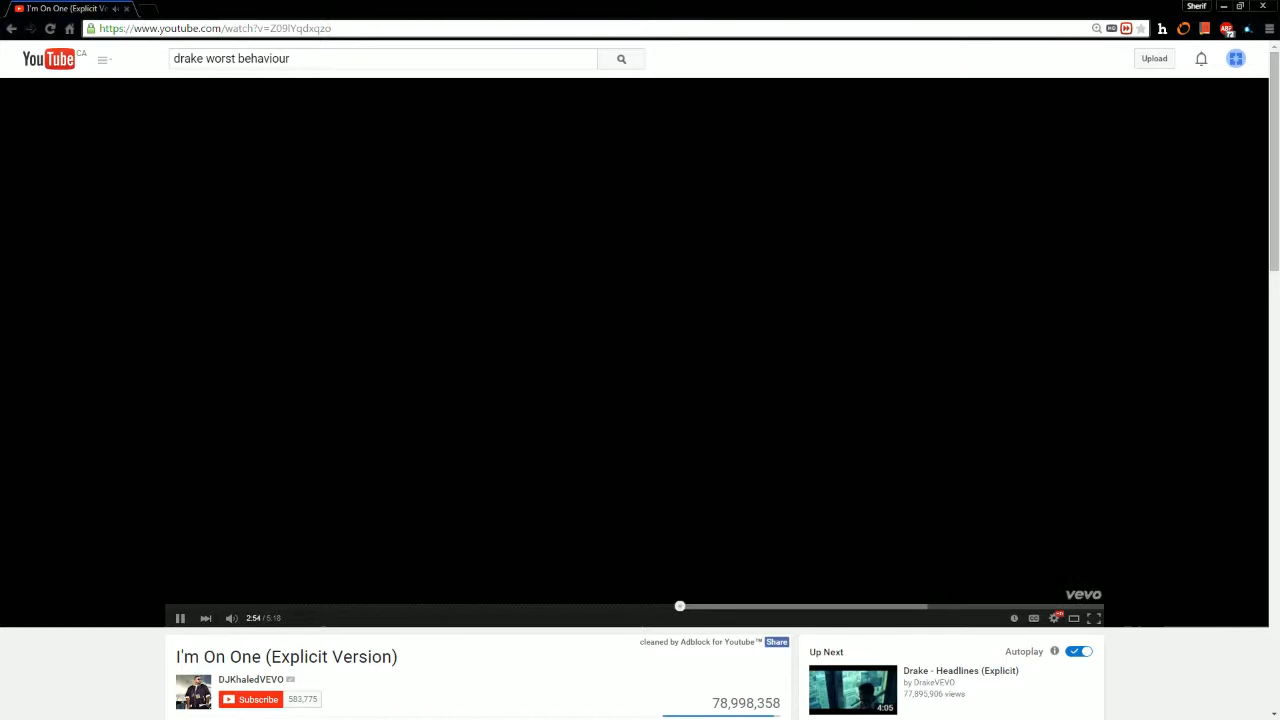 I'm On One (Explicit Ve
Sherif
https://www.youtube.com/watch?v=Z09lYqdxqzo
YouTube CA
drake worst behaviour
Upload
vevo
2:54 / 5:18
cleaned by Adblock for Youtube™ Share
I'm On One (Explicit Version)
DJKhaledVEVO
Subscribe 583,775
78,998,358
Up Next
Autoplay
Drake - Headlines (Explicit)
by DrakeVEVO
77,895,906 views
4:05